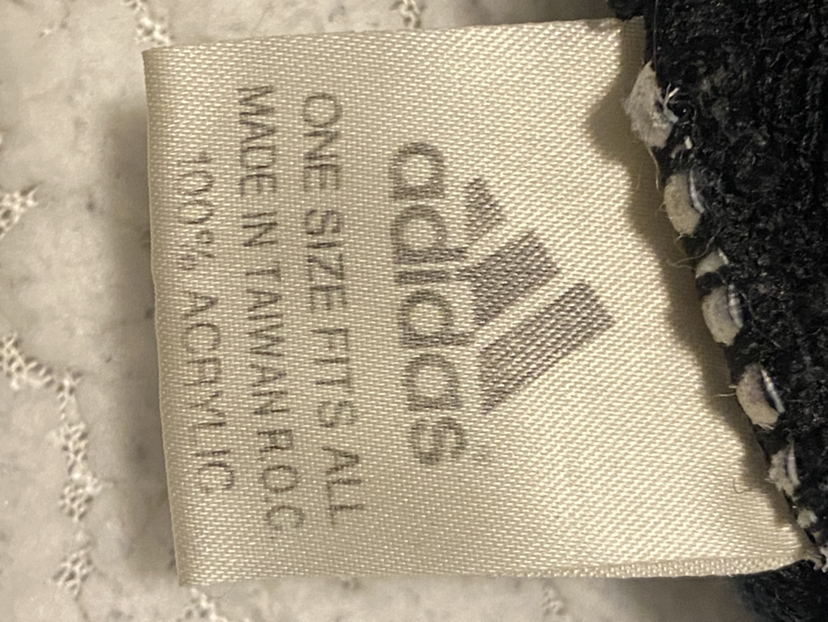 adidas
ONE SIZE FITS ALL
MADE IN TAIWAN R.O.C.
100% ACRYLIC